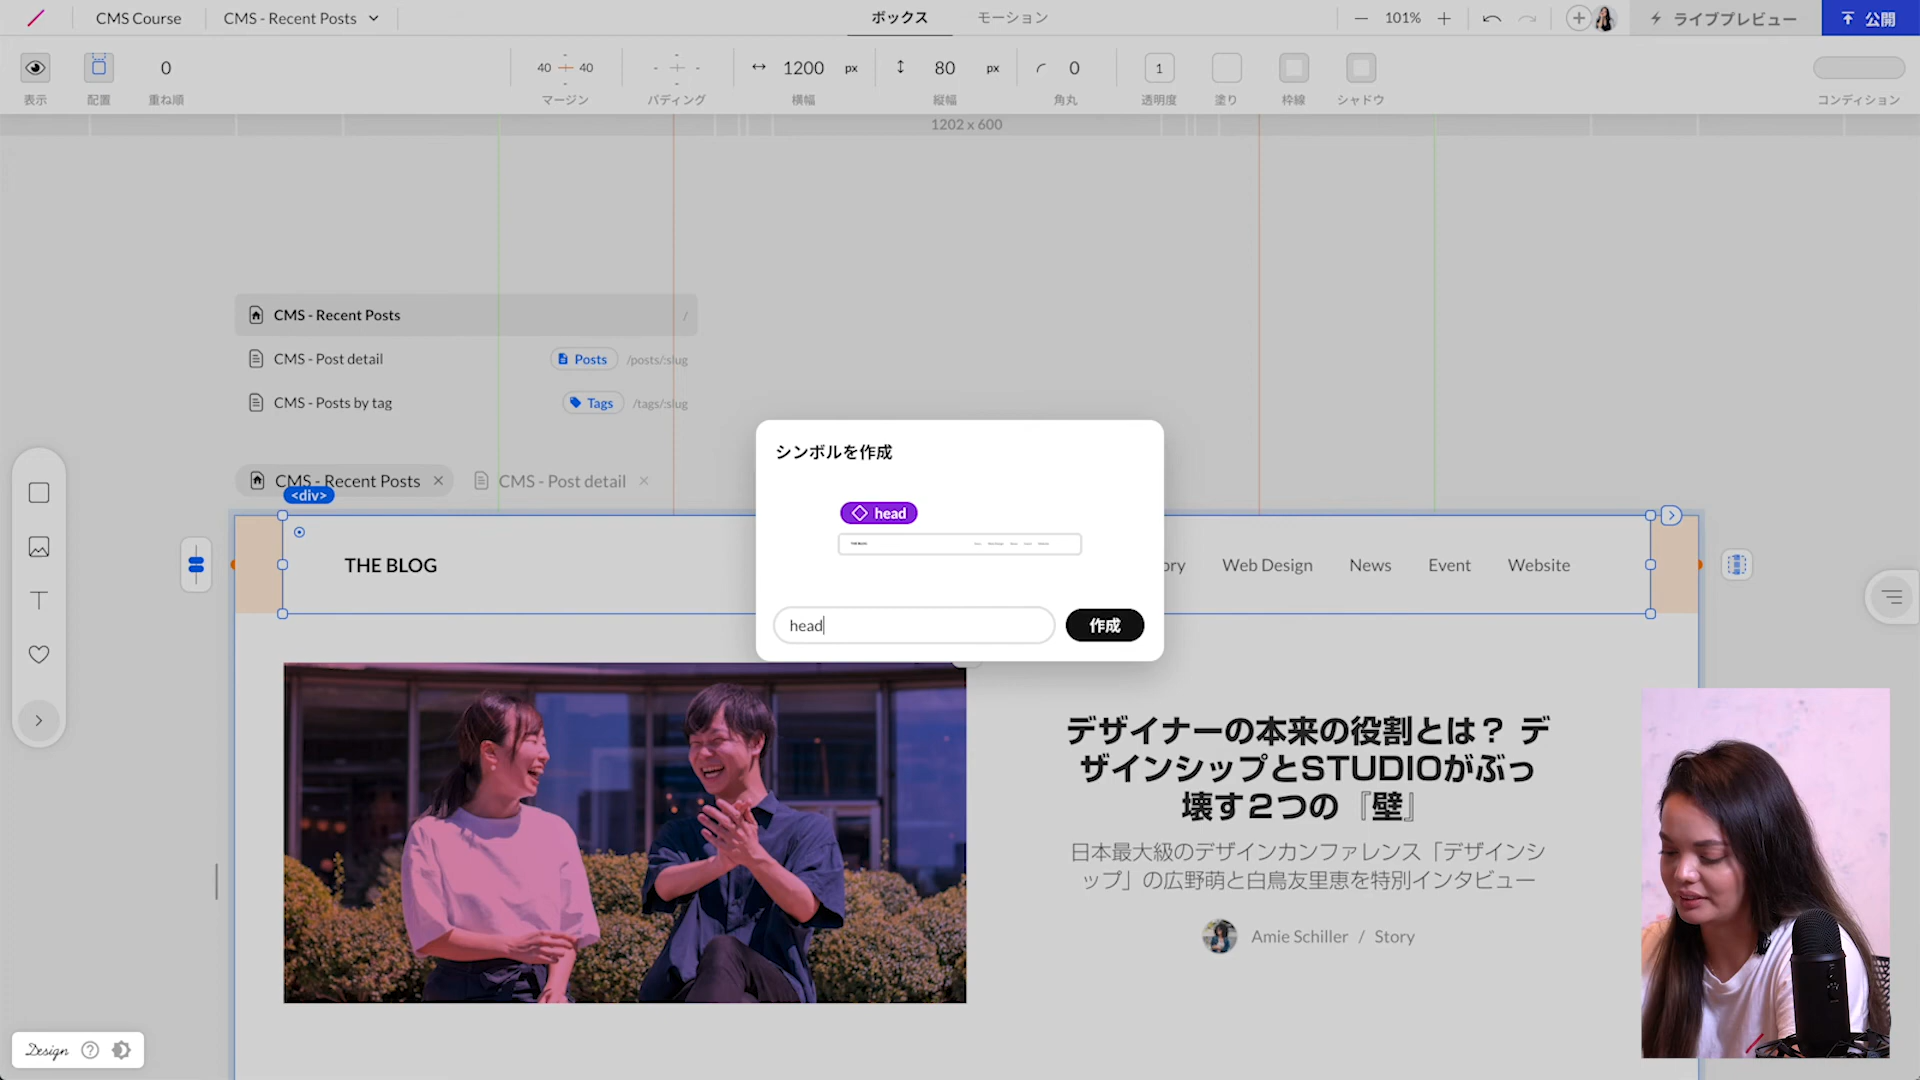 CMS Course
CMS - Recent Posts
ボックス
モーション
101%
ライブプレビュー
公開
0
40
40
- - - -
- - - -
1200 px
80 px
0
1
表示
配置
重ね順
マージン
パディング
横幅
縦幅
角丸
透明度
塗り
枠線
シャドウ
コンディション
1202 x 600
CMS - Recent Posts
/
CMS - Post detail
Posts
/posts/:slug
CMS - Posts by tag
Tags
/tags/:slug
CMS - Recent Posts
CMS - Post detail
<div>
シンボルを作成
head
THE BLOG
head
作成
THE BLOG
ory
Web Design
News
Event
Website
デザイナーの本来の役割とは？ デ
ザインシップとSTUDIOがぶっ
壊す２つの『壁』
日本最大級のデザインカンファレンス「デザインシ
ップ」の広野萌と白鳥友里恵を特別インタビュー
Amie Schiller / Story
Design